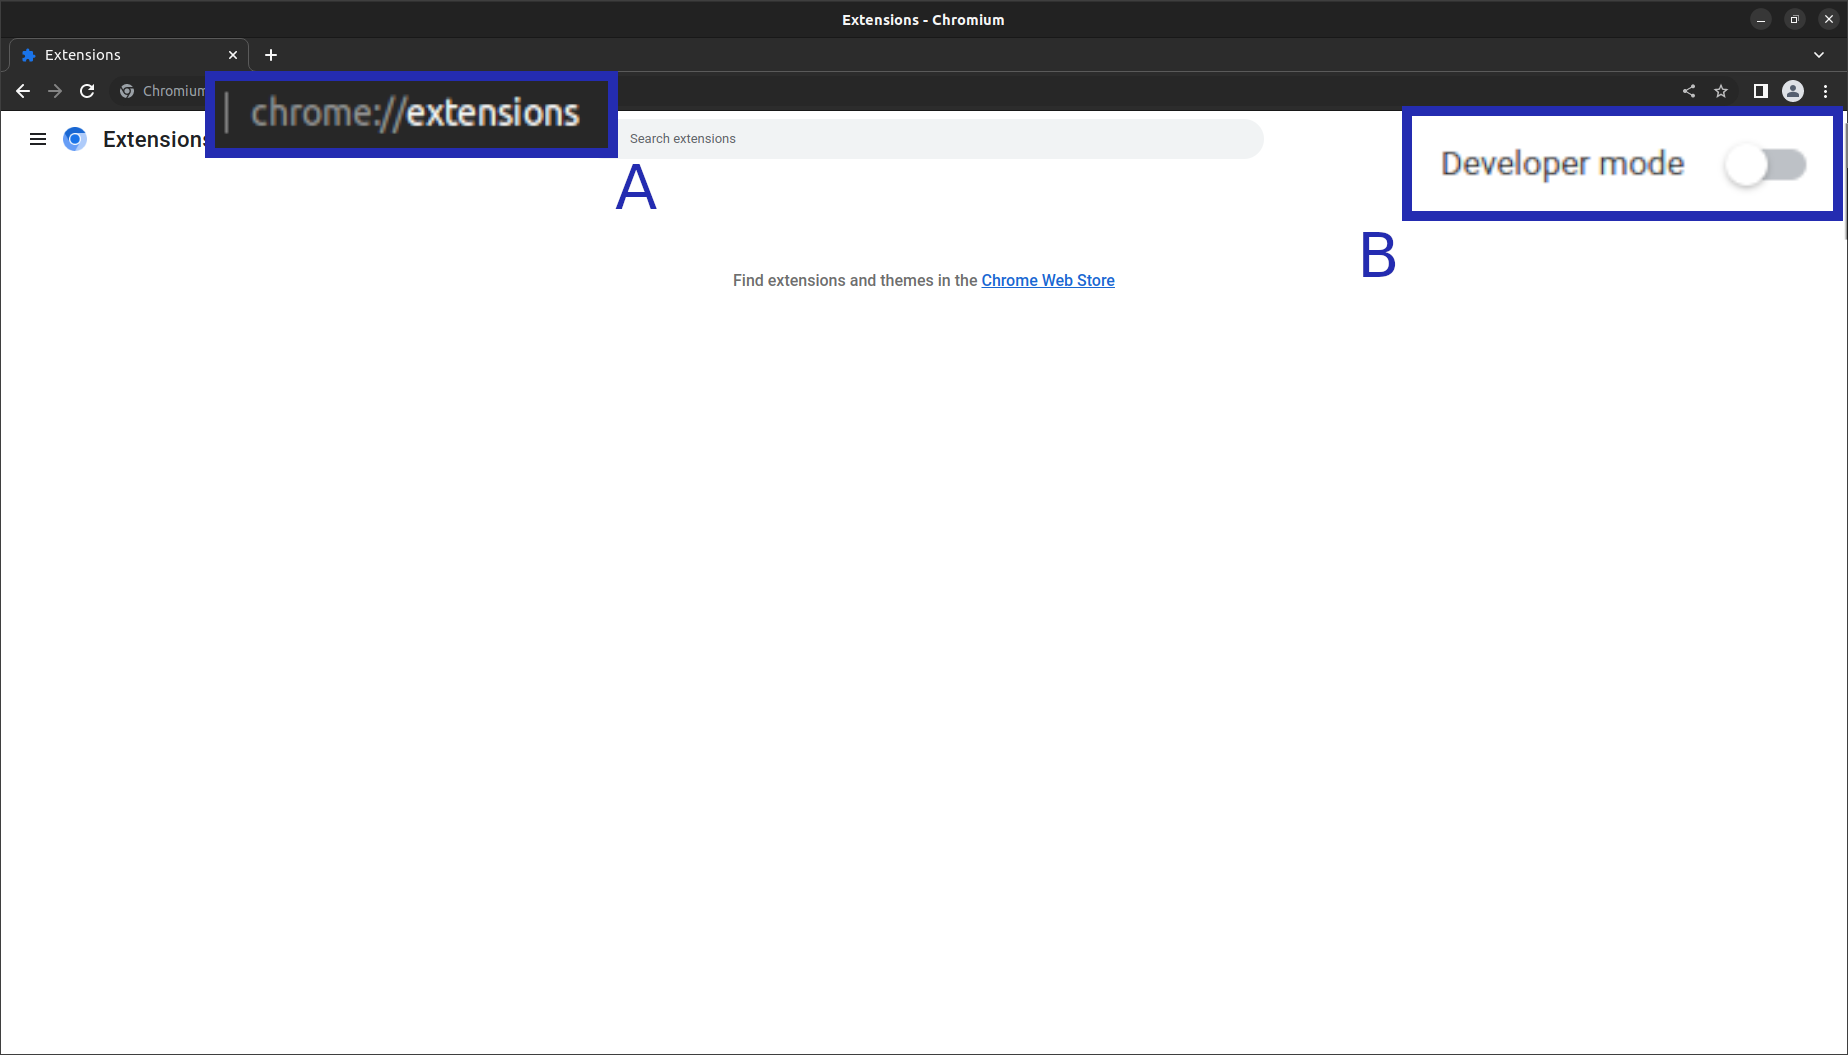 Extensions - Chromium
Extensions
Chromium
| chrome://extensions
Extensions
Search extensions
Developer mode
A
B
Find extensions and themes in the Chrome Web Store